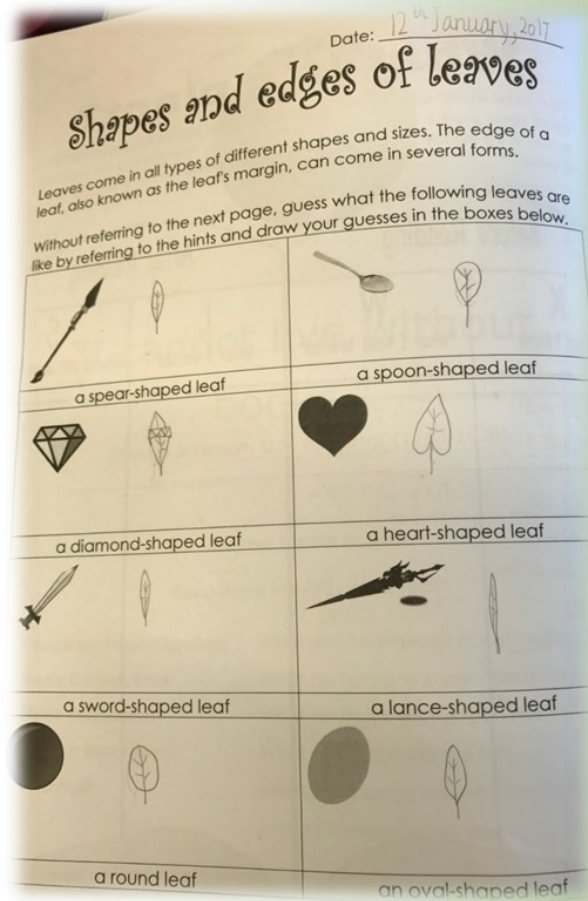 Date: 12th January, 2017
Shapes and edges of leaves
Leaves come in all types of different shapes and sizes. The edge of a
leaf, also known as the leaf's margin, can come in several forms.
Without referring to the next page, guess what the following leaves are
like by referring to the hints and draw your guesses in the boxes below.
a spear-shaped leaf
a spoon-shaped leaf
a diamond-shaped leaf
a heart-shaped leaf
a sword-shaped leaf
a lance-shaped leaf
a round leaf
an oval-shaped leaf